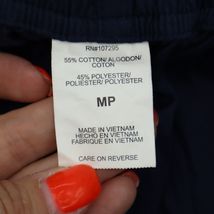 RN#107295
55% COTTON/ALGODON/
COTON
45% POLYESTER/
POLIESTER/
POLYESTER
MP
MADE IN VIETNAM
HECHO EN VIETNAM
FABRIQUE EN VIETNAM
CARE ON REVERSE